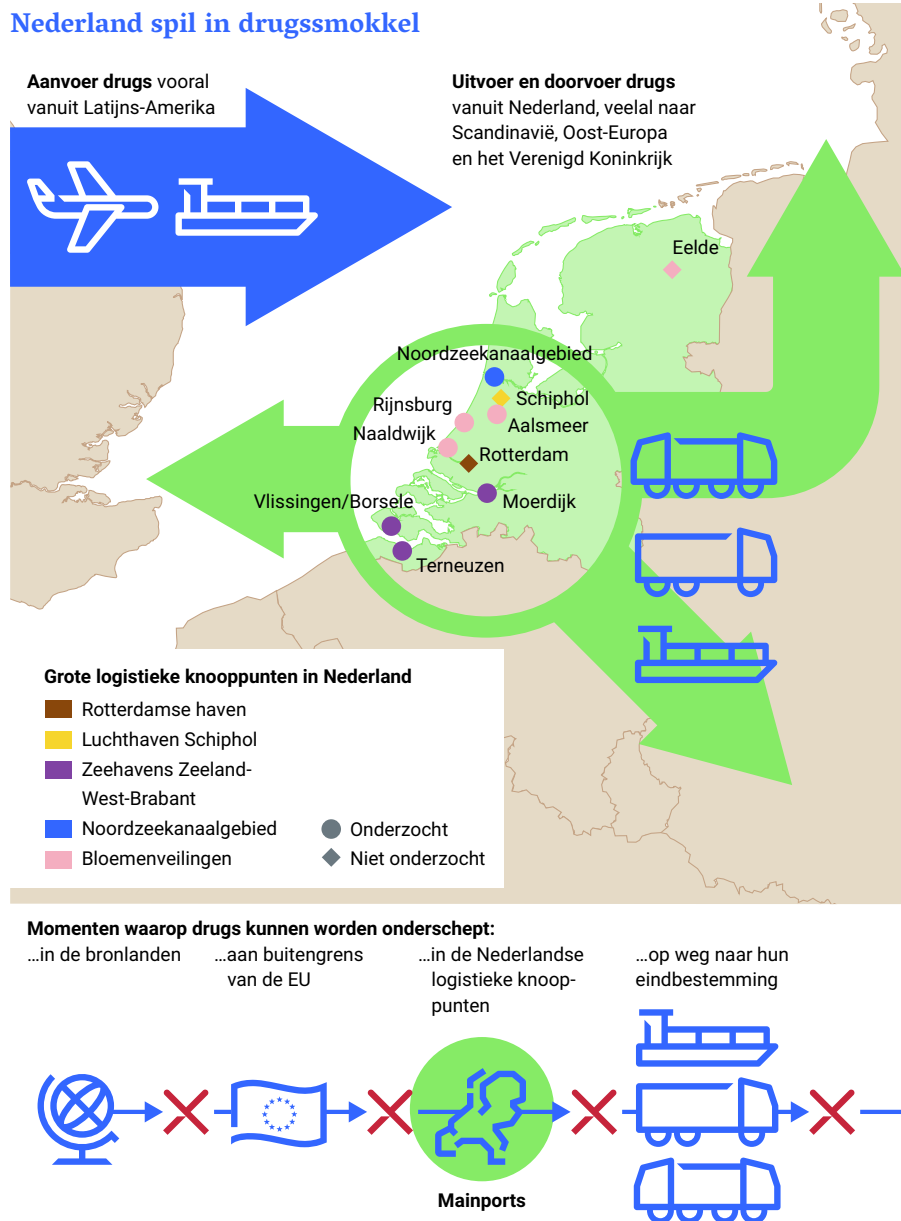 Nederland spil in drugssmokkel
Aanvoer drugs vooral
vanuit Latijns-Amerika
Uitvoer en doorvoer drugs
vanuit Nederland, veelal naar
Scandinavië, Oost-Europa
en het Verenigd Koninkrijk
Eelde
Noordzeekanaalgebied
Schiphol
Rijnsburg
Aalsmeer
Naaldwijk
Rotterdam
Vlissingen/Borsele
Moerdijk
Terneuzen
Grote logistieke knooppunten in Nederland
Rotterdamse haven
Luchthaven Schiphol
Zeehavens Zeeland-
West-Brabant
Noordzeekanaalgebied
Bloemenveilingen
Onderzocht
Niet onderzocht
Momenten waarop drugs kunnen worden onderschept:
...in de bronlanden
...aan buitengrens
van de EU
...in de Nederlandse
logistieke knoop-
punten
...op weg naar hun
eindbestemming
Mainports